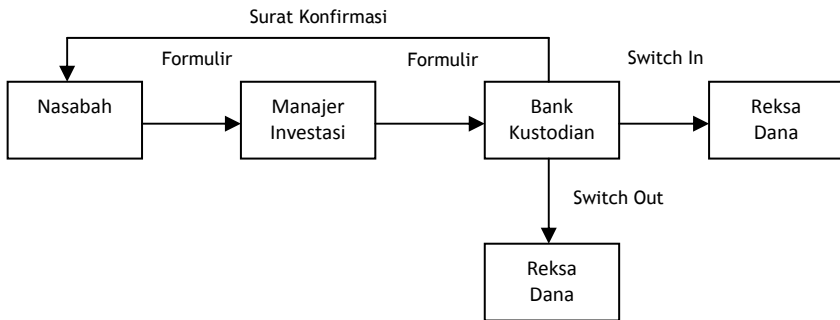 Surat Konfirmasi
Formulir
Formulir
Switch In
Nasabah
Manajer
Investasi
Bank
Kustodian
Reksa
Dana
Switch Out
Reksa
Dana